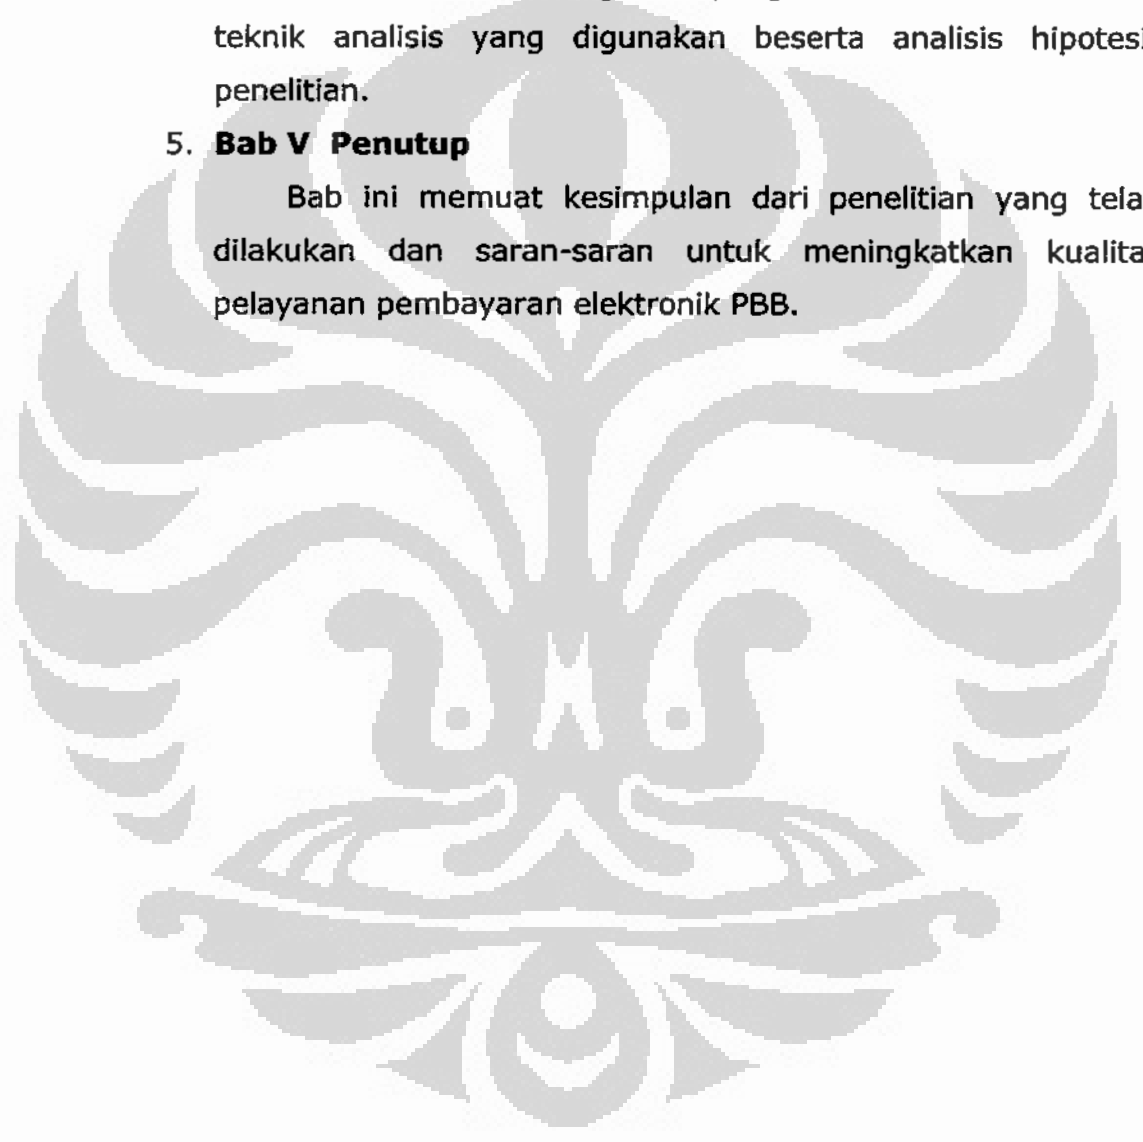 teknik analisis yang digunakan beserta analisis hipotesi
penelitian.
5. Bab V Penutup
Bab ini memuat kesimpulan dari penelitian yang tela
dilakukan dan saran-saran untuk meningkatkan kualita
pelayanan pembayaran elektronik PBB.